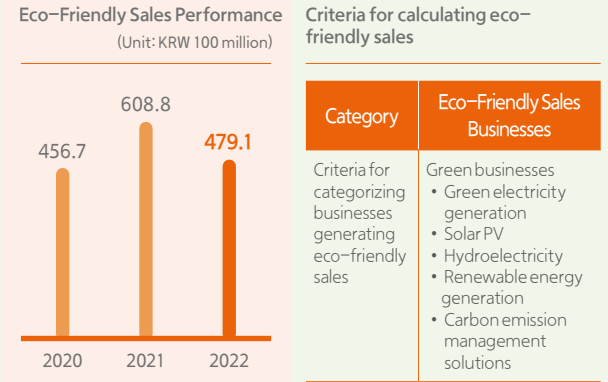 Eco-Friendly Sales Performance
(Unit: KRW 100 million)
456.7
608.8
479.1
2020
2021
2022
Criteria for calculating eco-
friendly sales
Category
Eco-Friendly Sales
Businesses
Criteria for
categorizing
businesses
generating
eco-friendly
sales
Green businesses
• Green electricity
generation
• Solar PV
• Hydroelectricity
• Renewable energy
generation
• Carbon emission
management
solutions